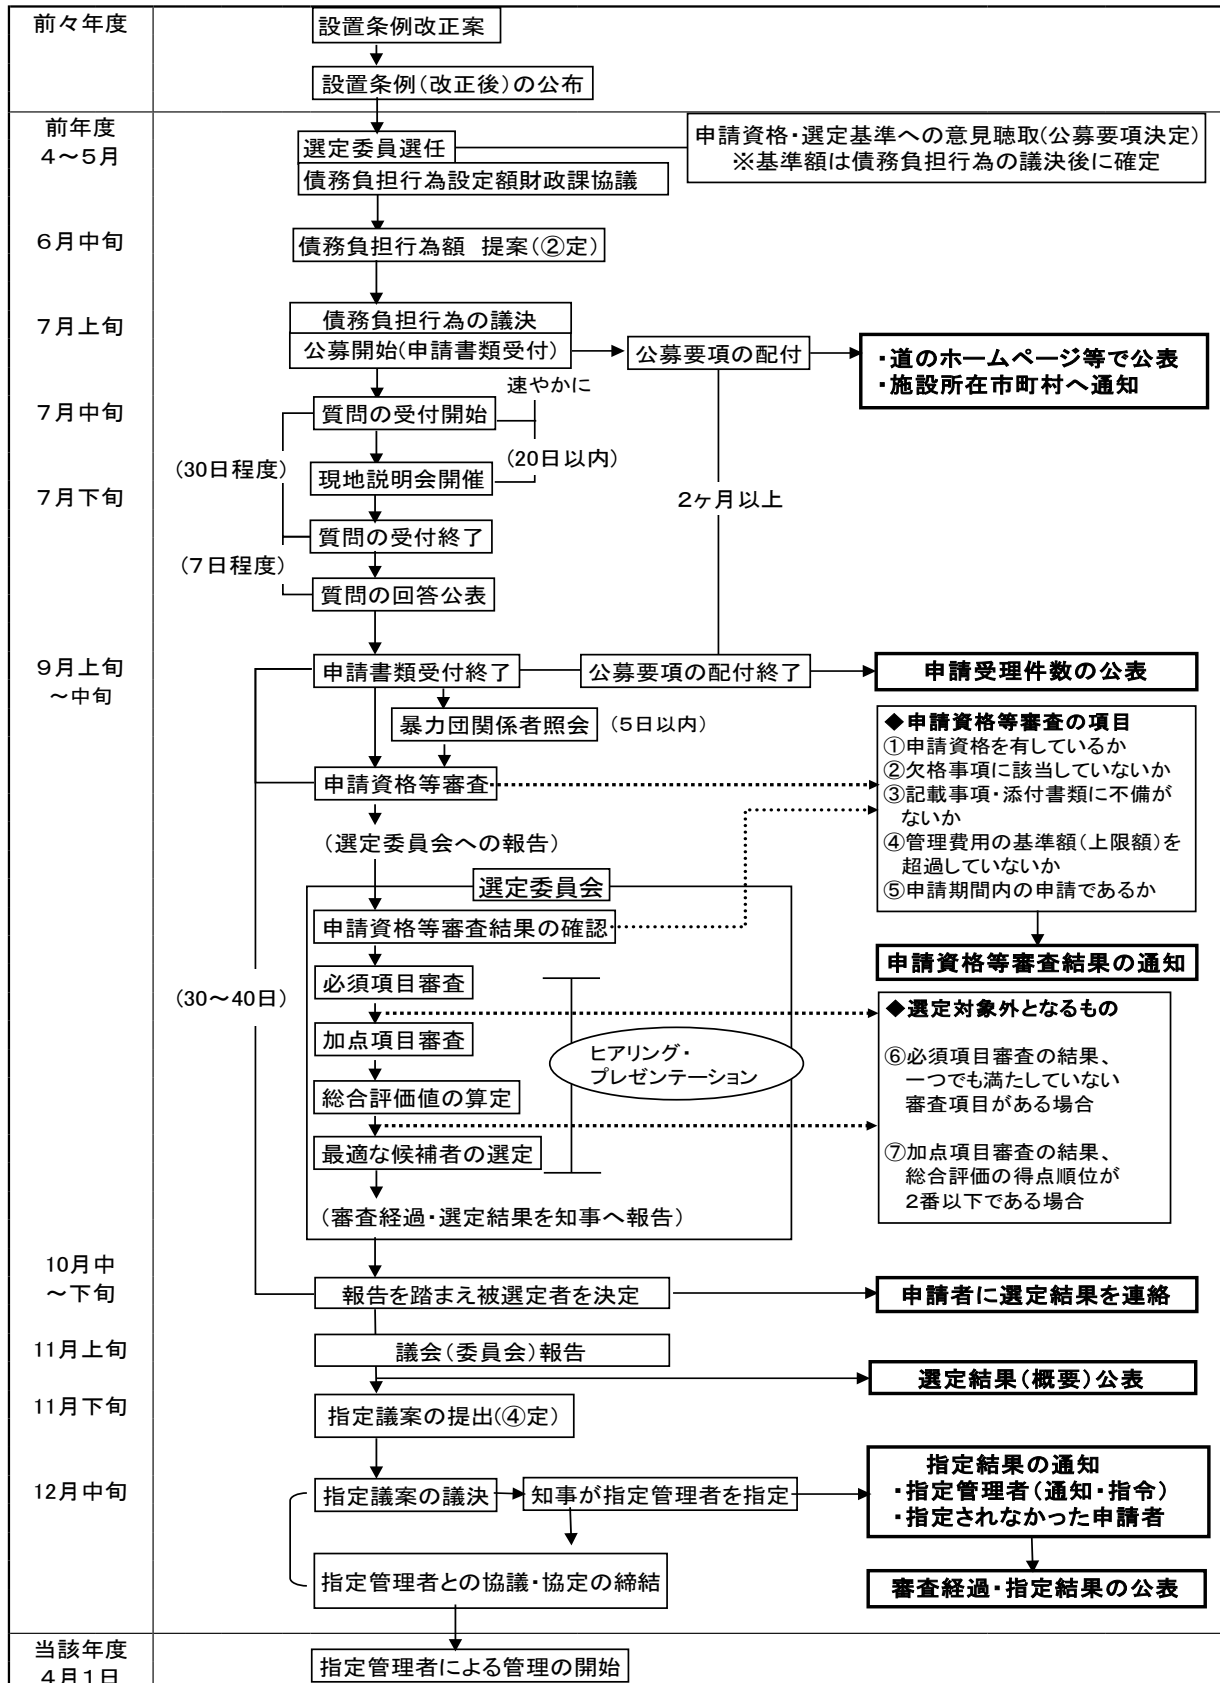 前々年度
設置条例改正案
設置条例(改正後)の公布
前年度
4～5月
選定委員選任
債務負担行為設定額財政課協議
申請資格・選定基準への意見聴取(公募要項決定)
※基準額は債務負担行為の議決後に確定
6月中旬
債務負担行為額 提案(②定)
7月上旬
債務負担行為の議決
公募開始(申請書類受付)
公募要項の配付
・道のホームページ等で公表
・施設所在市町村へ通知
速やかに
7月中旬
質問の受付開始
(30日程度)
(20日以内)
現地説明会開催
7月下旬
2ヶ月以上
質問の受付終了
(7日程度)
質問の回答公表
9月上旬
～中旬
申請書類受付終了
公募要項の配付終了
申請受理件数の公表
暴力団関係者照会
(5日以内)
申請資格等審査
◆申請資格等審査の項目
①申請資格を有しているか
②欠格事項に該当していないか
③記載事項・添付書類に不備が
ないか
④管理費用の基準額(上限額)を
超過していないか
⑤申請期間内の申請であるか
(選定委員会への報告)
選定委員会
申請資格等審査結果の確認
申請資格等審査結果の通知
必須項目審査
(30～40日)
加点項目審査
ヒアリング・
プレゼンテーション
総合評価値の算定
最適な候補者の選定
(審査経過・選定結果を知事へ報告)
◆選定対象外となるもの
⑥必須項目審査の結果、
一つでも満たしていない
審査項目がある場合
⑦加点項目審査の結果、
総合評価の得点順位が
2番以下である場合
10月中
～下旬
報告を踏まえ被選定者を決定
申請者に選定結果を連絡
11月上旬
議会(委員会)報告
選定結果(概要)公表
11月下旬
指定議案の提出(④定)
12月中旬
指定議案の議決
知事が指定管理者を指定
指定結果の通知
・指定管理者(通知・指令)
・指定されなかった申請者
指定管理者との協議・協定の締結
審査経過・指定結果の公表
当該年度
4月1日
指定管理者による管理の開始